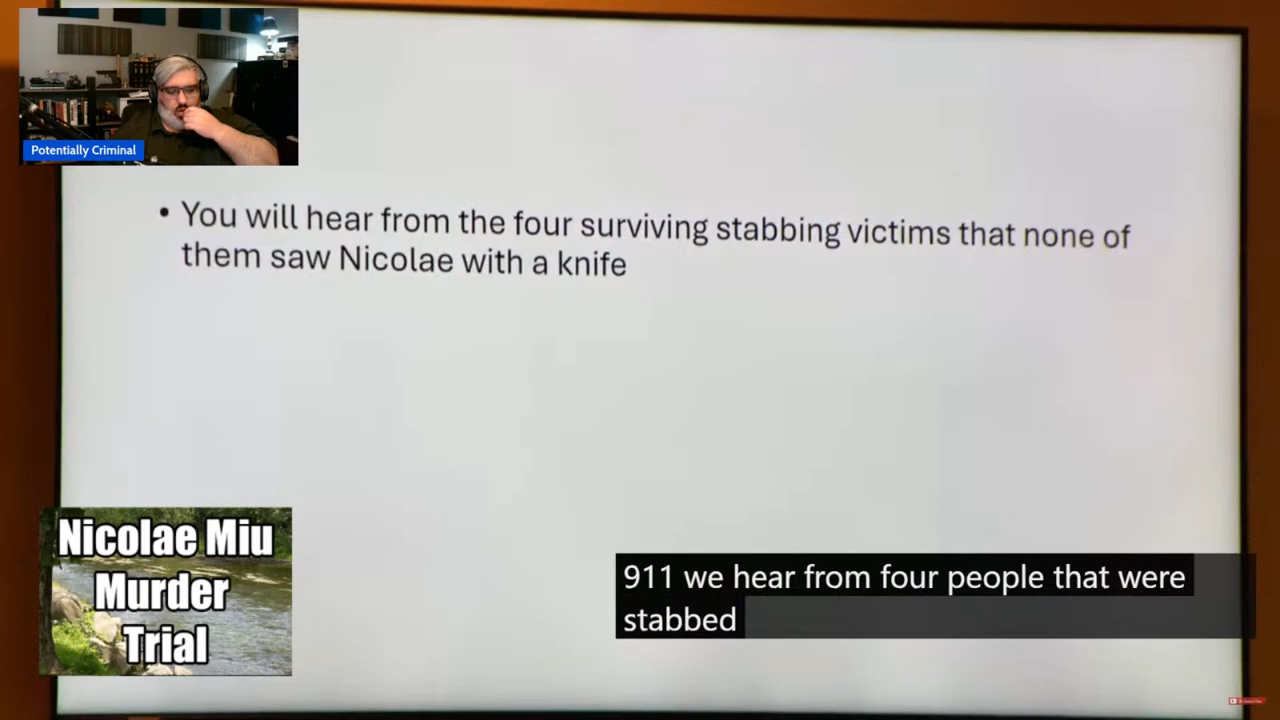 Potentially Criminal
• You will hear from the four surviving stabbing victims that none of
them saw Nicolae with a knife
Nicolae Miu
Murder
Trial
911 we hear from four people that were
stabbed